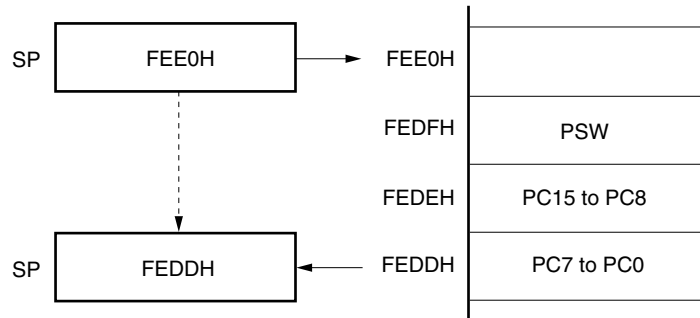 SP FEE0H FEE0H
FEDFH PSW
FEDEH PC15 to PC8
SP FEDDH FEDDH PC7 to PC0